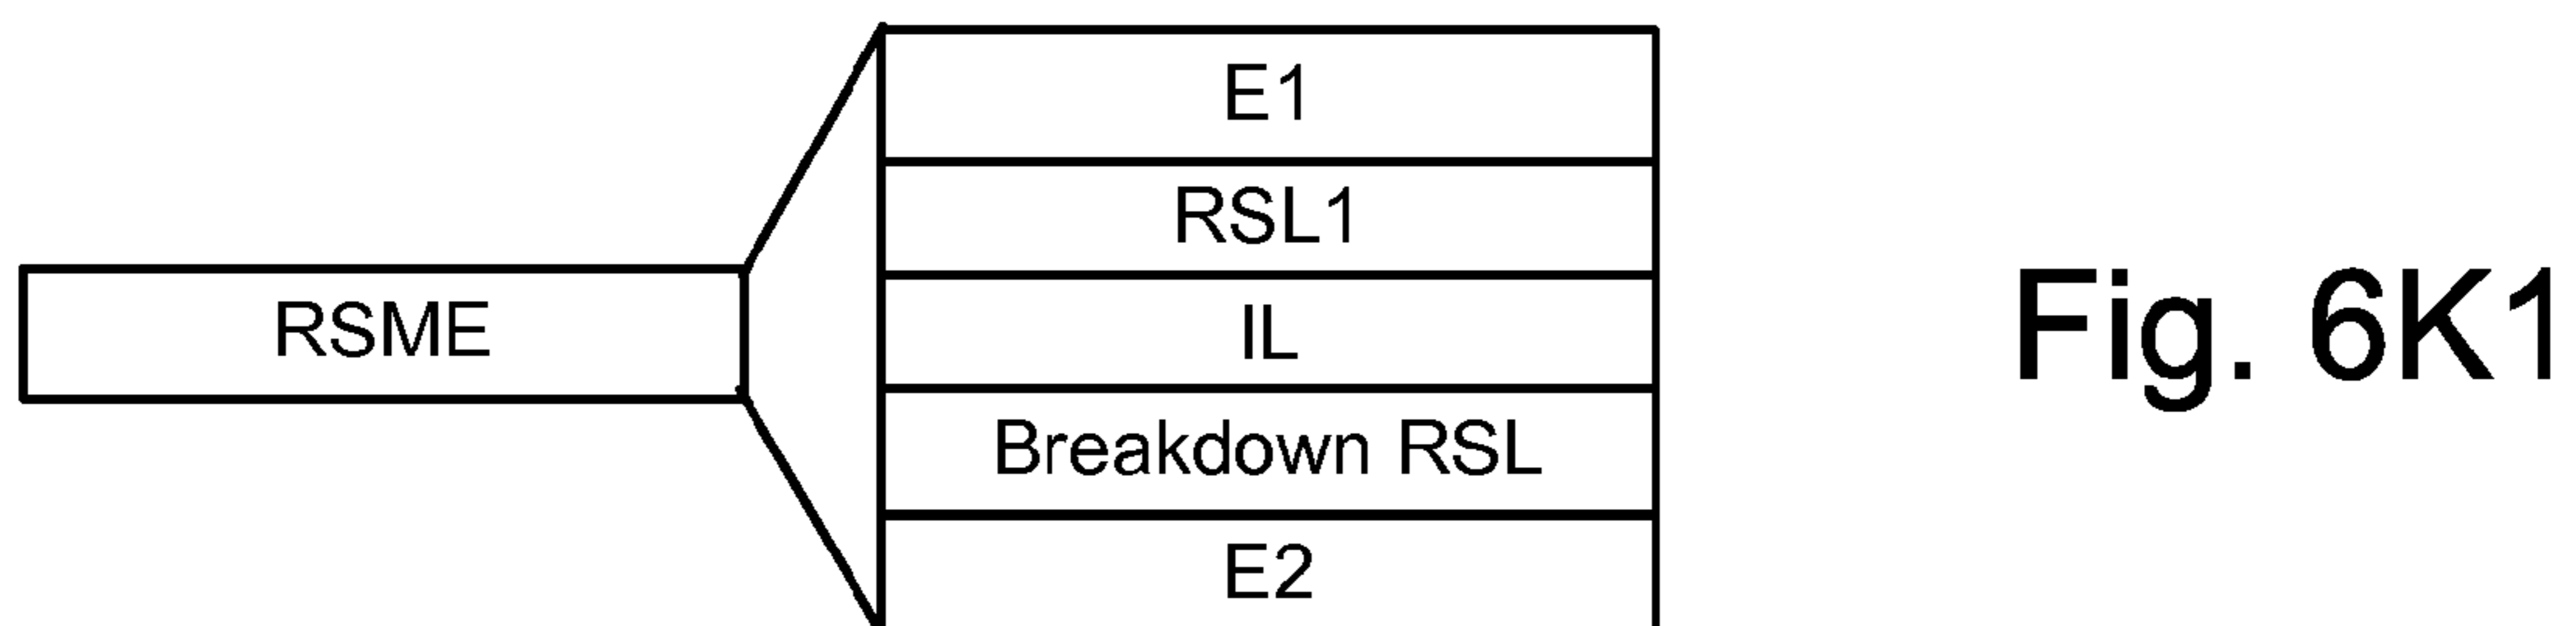 E1
RSL1
RSME
IL
Breakdown RSL
E2
Fig. 6K1